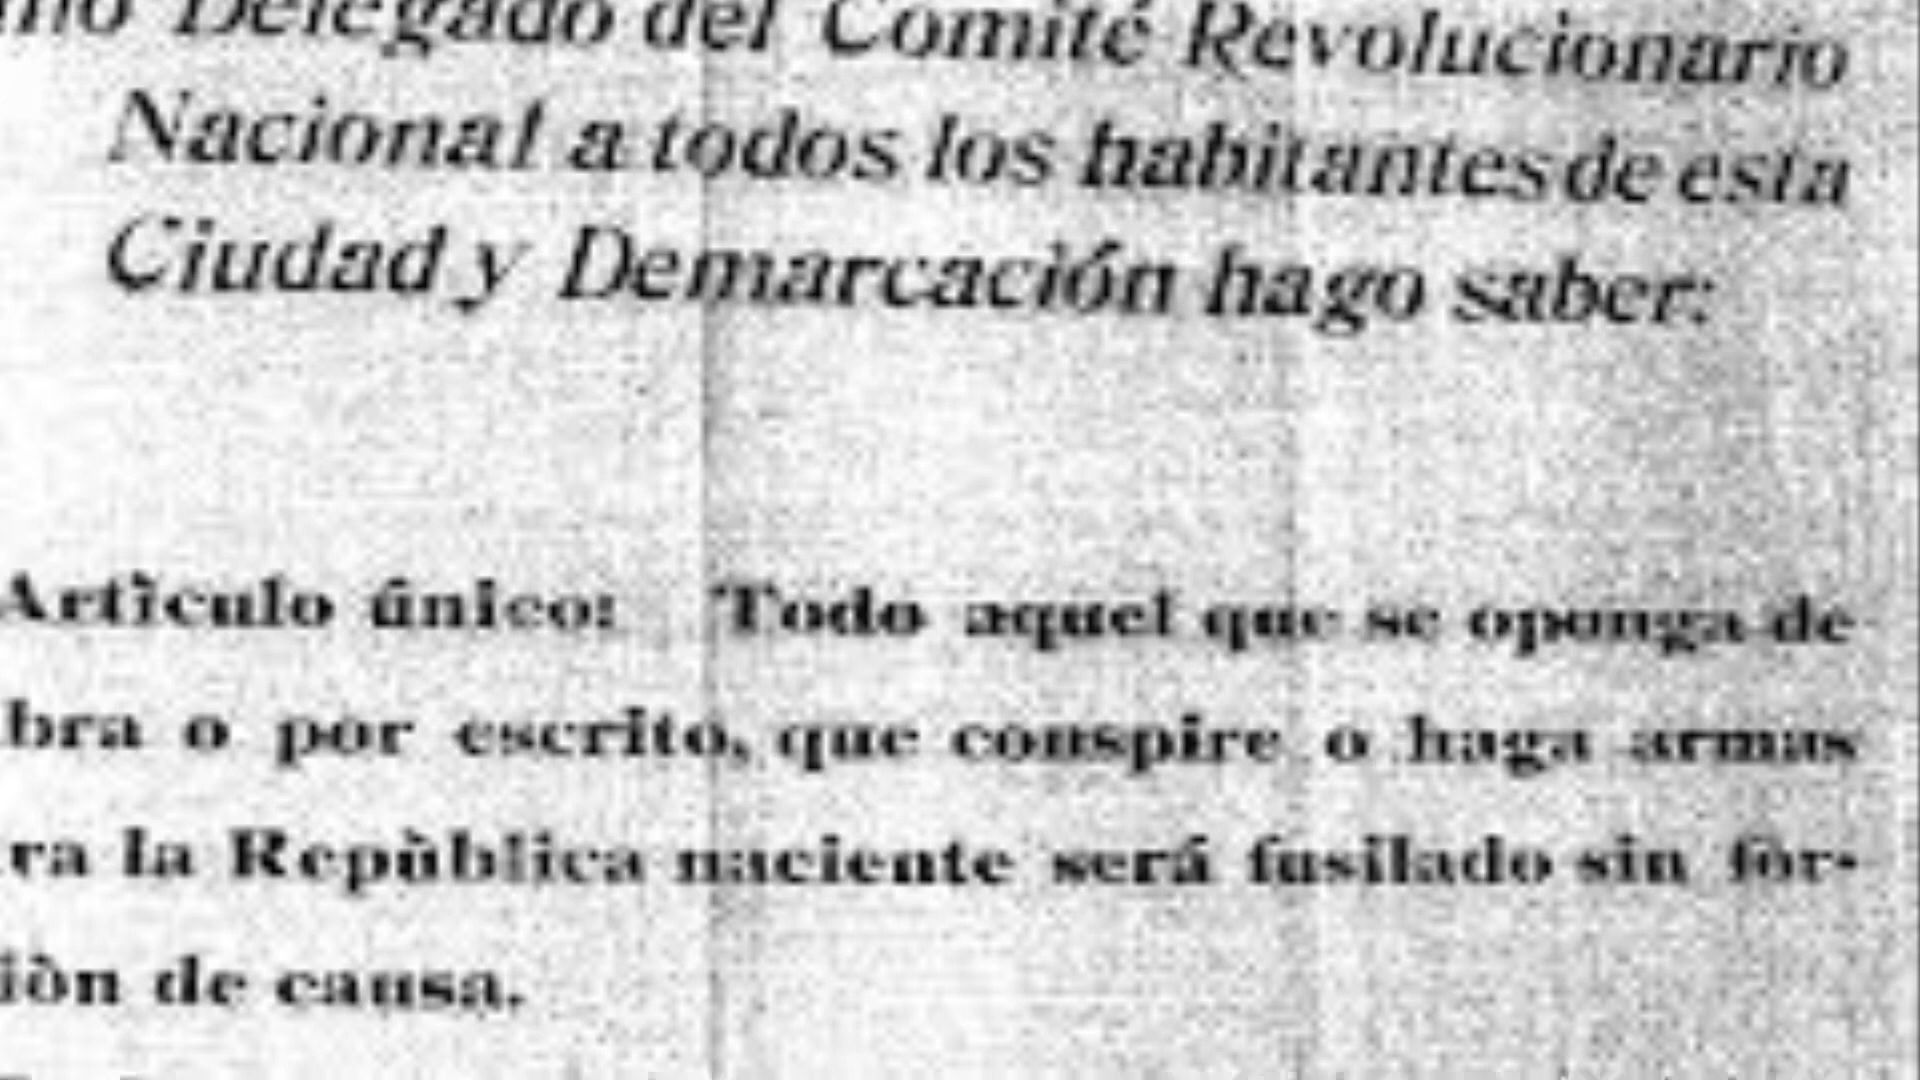 mo Delegado del Comité Revolucionario
Nacional a todos los habitantes de esta
Ciudad y Demarcación hago saber:
Artìculo único: Todo aquel que se oponga de
bra o por escrito, que conspire o haga armas
ra la Repùblica naciente será fusilado sin for-
iòn de causa.